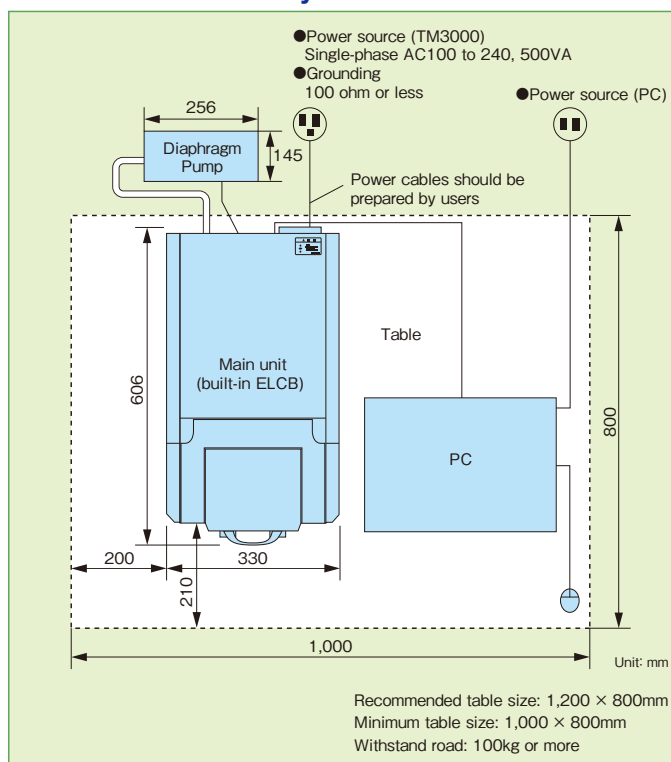 ●Power source (TM3000)
Single-phase AC100 to 240, 500VA
●Grounding
100 ohm or less
●Power source (PC)
256
Diaphragm
Pump
145
Power cables should be
prepared by users
Table
Main unit
(built-in ELCB)
606
PC
800
200
330
210
1,000
Unit: mm
Recommended table size: 1,200 × 800mm
Minimum table size: 1,000 × 800mm
Withstand road: 100kg or more